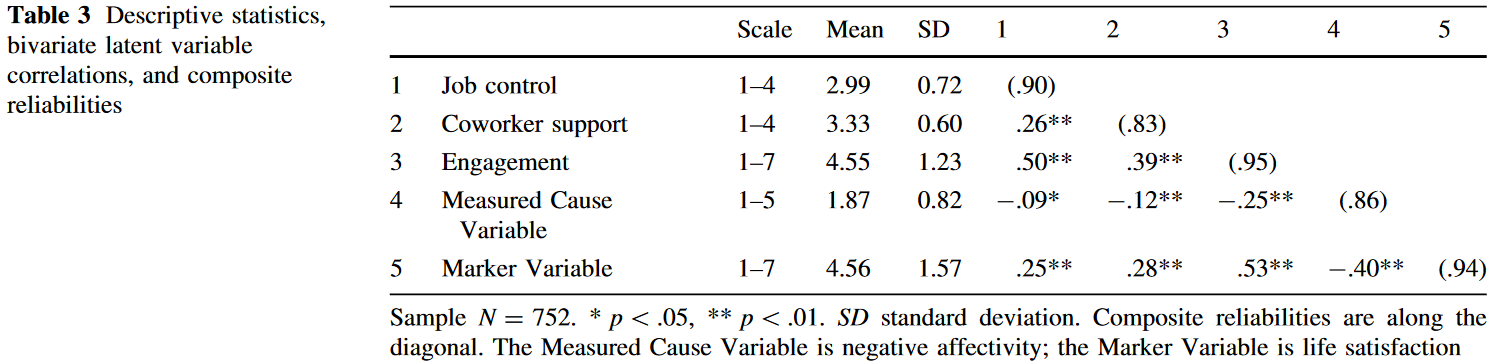 Table 3 Descriptive statistics,
bivariate latent variable
correlations, and composite
reliabilities
Scale Mean SD 1 2 3 4 5
1 Job control 1–4 2.99 0.72 (.90)
2 Coworker support 1–4 3.33 0.60 .26** (.83)
3 Engagement 1–7 4.55 1.23 .50** .39** (.95)
4 Measured Cause 1–5 1.87 0.82 −.09* −.12** −.25** (.86)
Variable
5 Marker Variable 1–7 4.56 1.57 .25** .28** .53** −.40** (.94)
Sample N = 752. * p < .05, ** p < .01. SD standard deviation. Composite reliabilities are along the
diagonal. The Measured Cause Variable is negative affectivity; the Marker Variable is life satisfaction